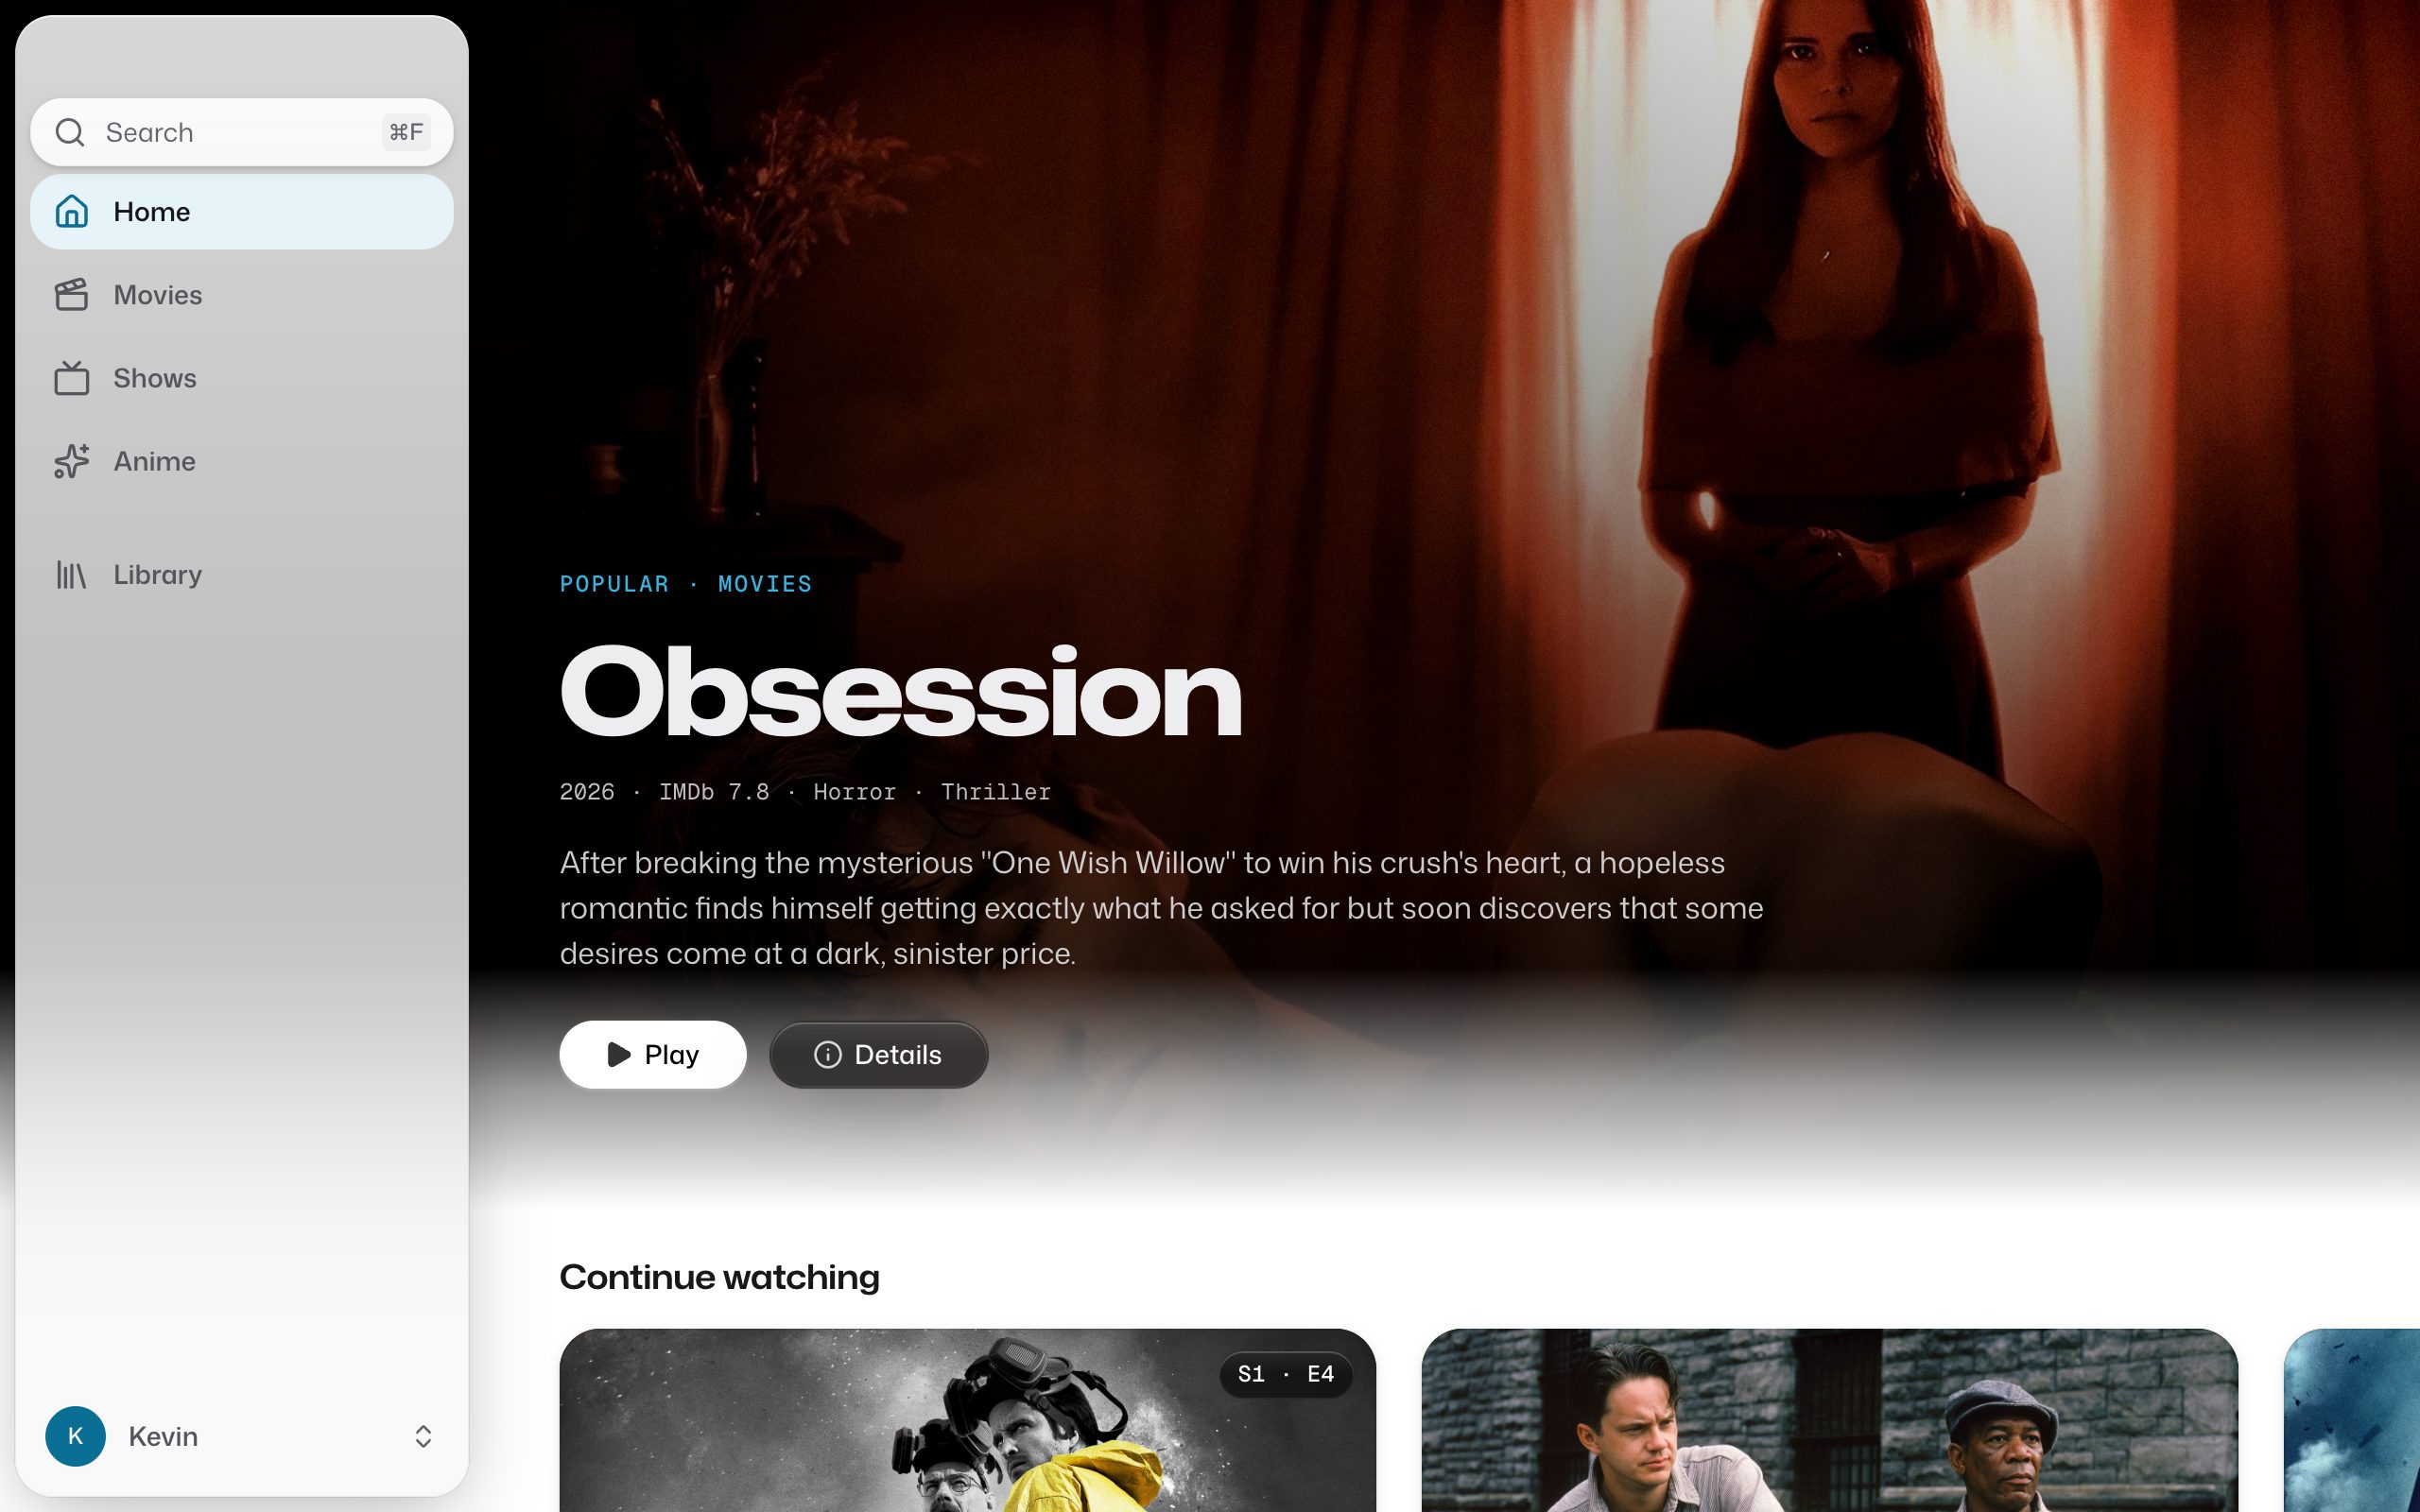 Search ⌘F
Home
Movies
Shows
Anime
Library
POPULAR · MOVIES
Obsession
2026 · IMDb 7.8 · Horror · Thriller
After breaking the mysterious "One Wish Willow" to win his crush's heart, a hopeless
romantic finds himself getting exactly what he asked for but soon discovers that some
desires come at a dark, sinister price.
Play
Details
Continue watching
S1 · E4
K
Kevin